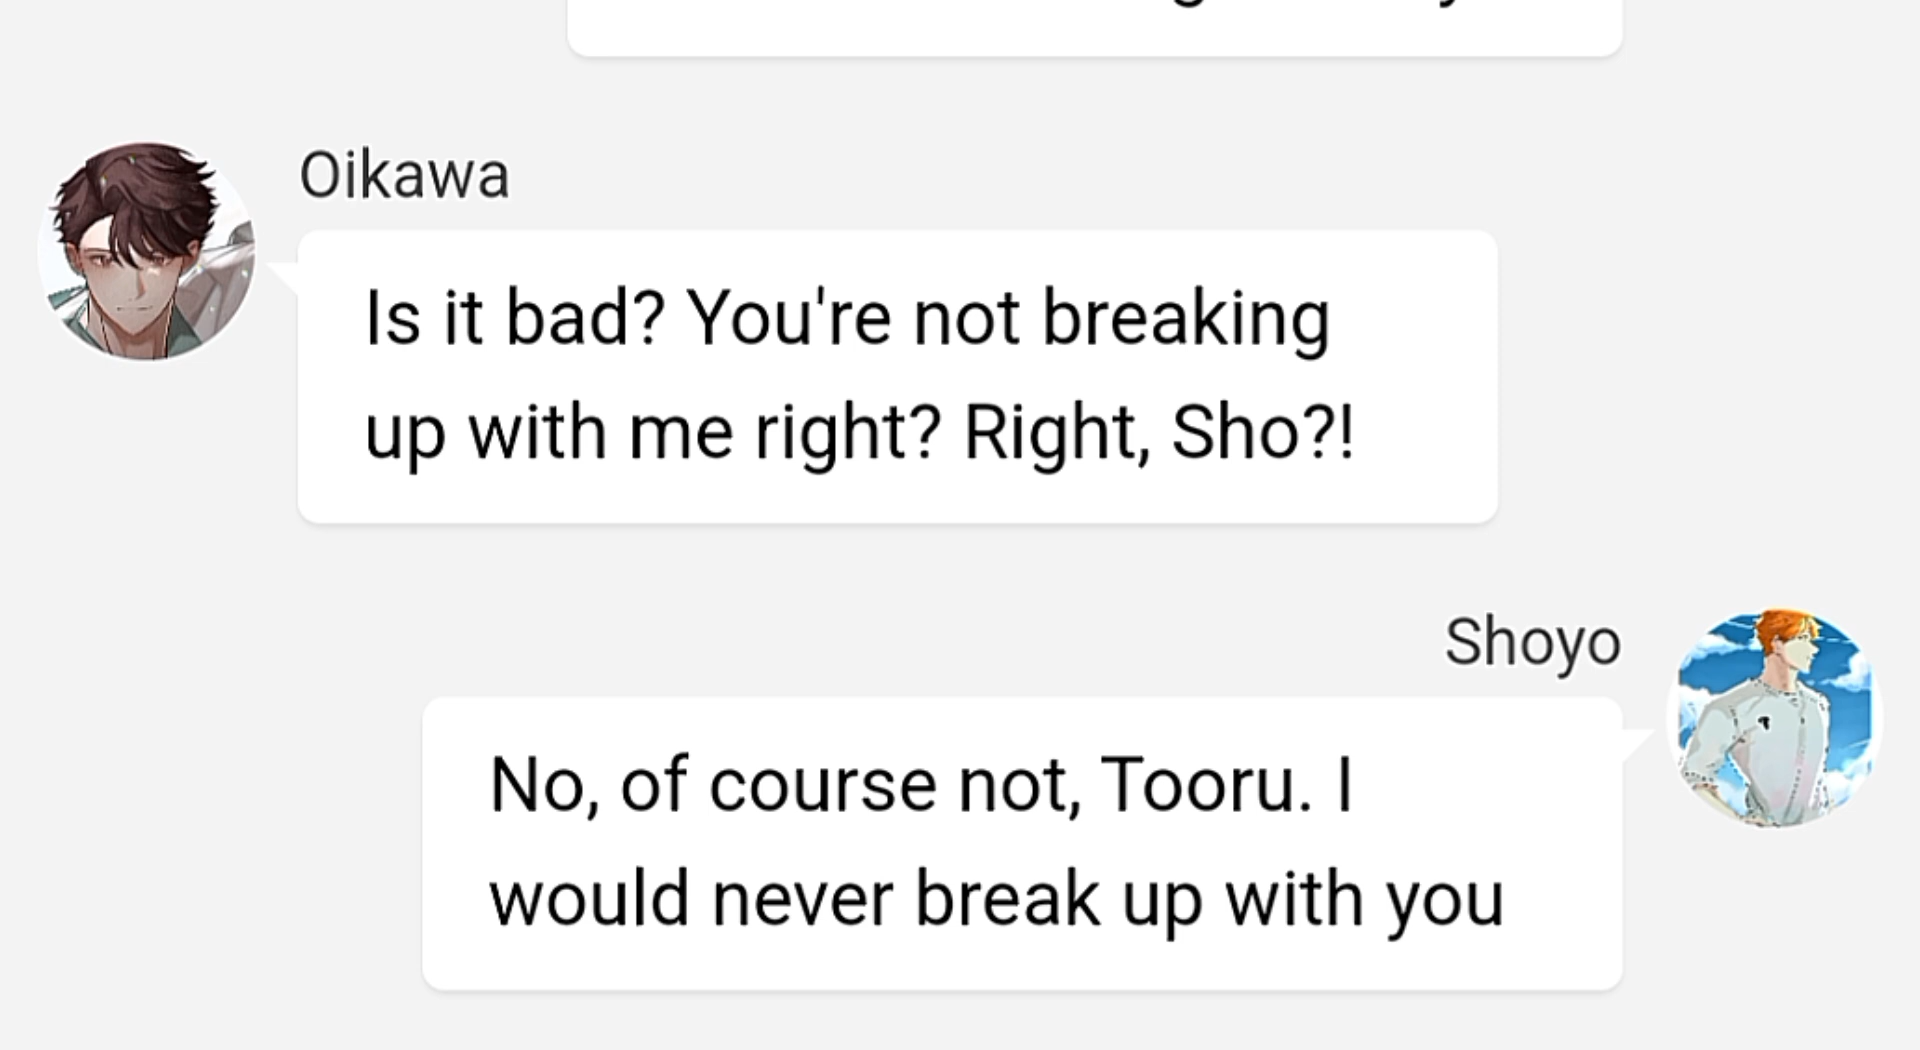 Oikawa
Is it bad? You're not breaking
up with me right? Right, Sho?!
Shoyo
No, of course not, Tooru. I
would never break up with you